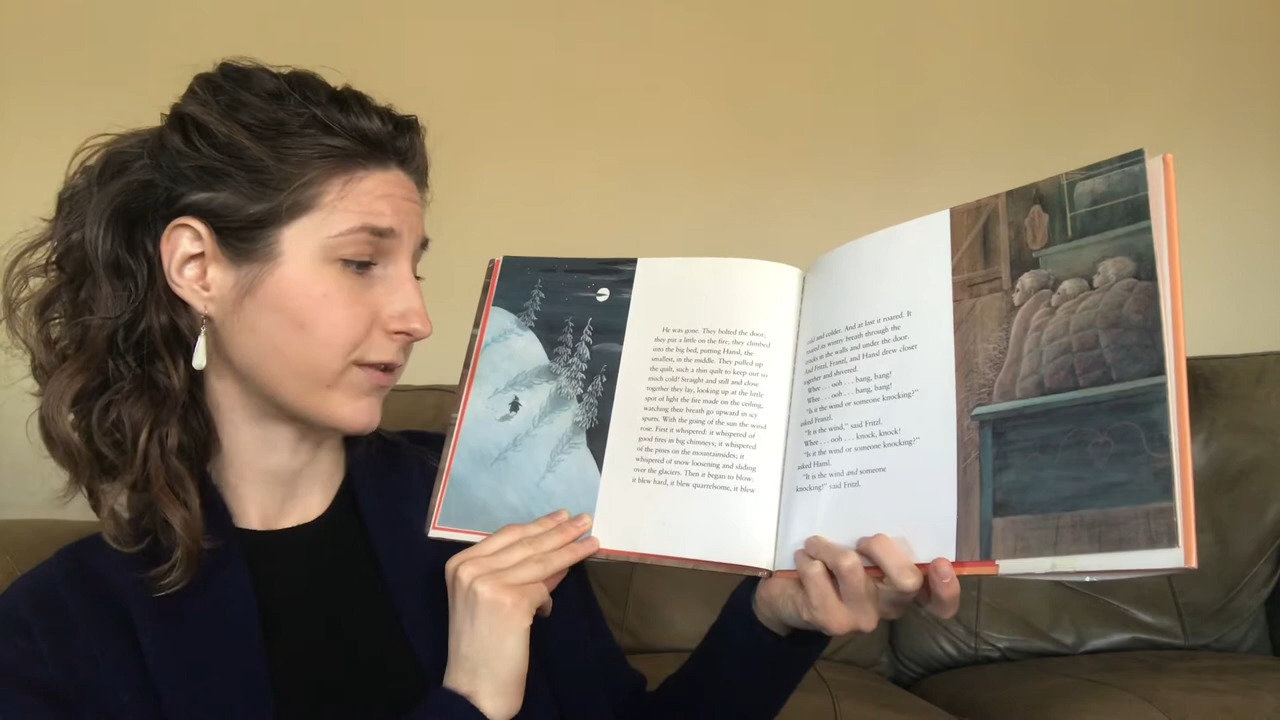 He was gone. They bolted the door,
they put a little on the fire; they climbed
into the big bed, putting Hansl, the
smallest, in the middle. They pulled up
the quilt, such a thin quilt to keep out so
much cold! Straight and still and close
together they lay, looking up at the little
spot of light the fire made on the ceiling,
watching their breath go upward in icy
spurts. With the going of the sun the wind
rose. First it whispered: it whispered of
good fires in big chimneys; it whispered
of the pines on the mountainsides; it
whispered of snow loosening and sliding
over the glaciers. Then it began to blow:
it blew hard, it blew quarrelsome, it blew
cold and colder. And at last it roared. It
its wintry breath through the
cracks in the walls and under the door.
And Fritzl, Franzl, and Hansl drew closer
together and shivered.
Whee . . . ooh . . . bang, bang!
Whee . . . ooh . . . bang, bang!
"Is it the wind or someone knocking?"
asked Franzl.
"It is the wind," said Fritzl.
Whee . . . ooh . . . knock, knock!
"Is it the wind or someone knocking?"
asked Hansl.
"It is the wind and someone
knocking!" said Fritzl.